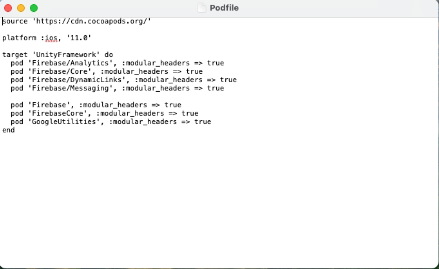 Podfile
source 'https://cdn.cocoapods.org/'
platform :ios, '11.0'
target 'UnityFramework' do
pod 'Firebase/Analytics', :modular_headers => true
pod 'Firebase/Core', :modular_headers => true
pod 'Firebase/DynamicLinks', :modular_headers => true
pod 'Firebase/Messaging', :modular_headers => true
pod 'Firebase', :modular_headers => true
pod 'FirebaseCore', :modular_headers => true
pod 'GoogleUtilities', :modular_headers => true
end